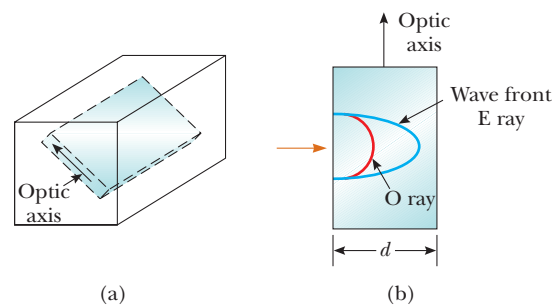 Optic
axis
(a)
Optic
axis
Wave front
E ray
O ray
d
(b)